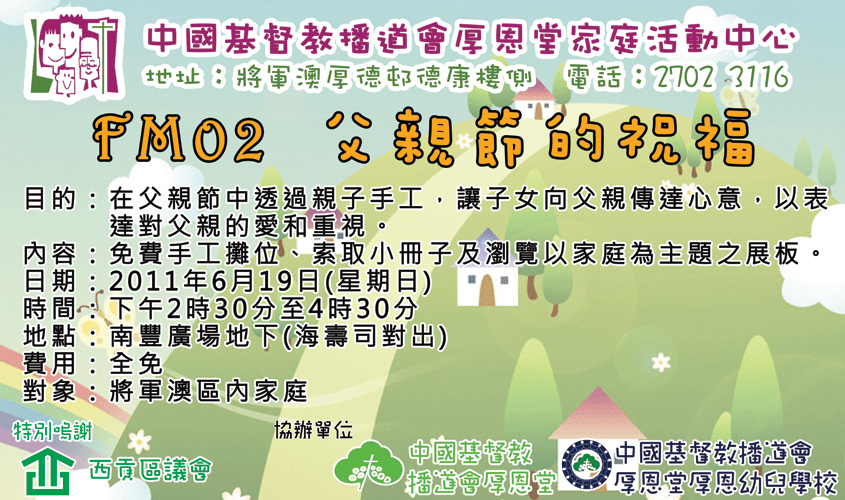 中國基督教播道會厚恩堂家庭活動中心
地址：將軍澳厚德邨德康樓側　電話：2702 3116
FM02 父親節的祝福
目的：在父親節中透過親子手工，讓子女向父親傳達心意，以表
達對父親的愛和重視。
內容：免費手工攤位、素取小冊子及瀏覽以家庭為主題之展板。
日期：2011年6月19日(星期日)
時間：下午2時30分至4時30分
地點：南豐廣場地下(海壽司對出)
費用：全免
對象：將軍澳區內家庭
特別鳴謝
西貢區議會
協辦單位
中國基督教
播道會厚恩堂
中國基督教播道會
厚恩堂厚恩幼兒學校